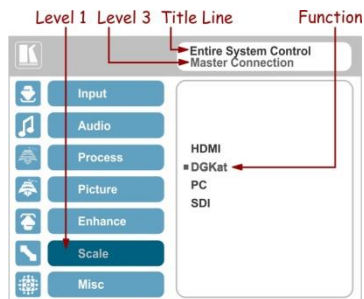 Level 1 Level 3 Title Line Function
Entire System Control
Master Connection
Input
Audio
Process
Picture
Enhance
Scale
Misc
HDMI
DGKat
PC
SDI